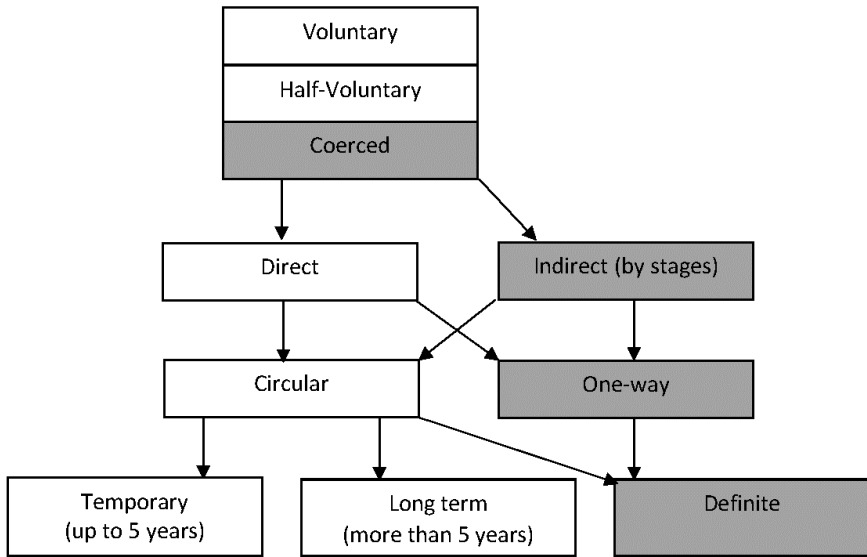 Voluntary
Half-Voluntary
Coerced
Direct
Indirect (by stages)
Circular
One-way
Temporary
(up to 5 years)
Long term
(more than 5 years)
Definite